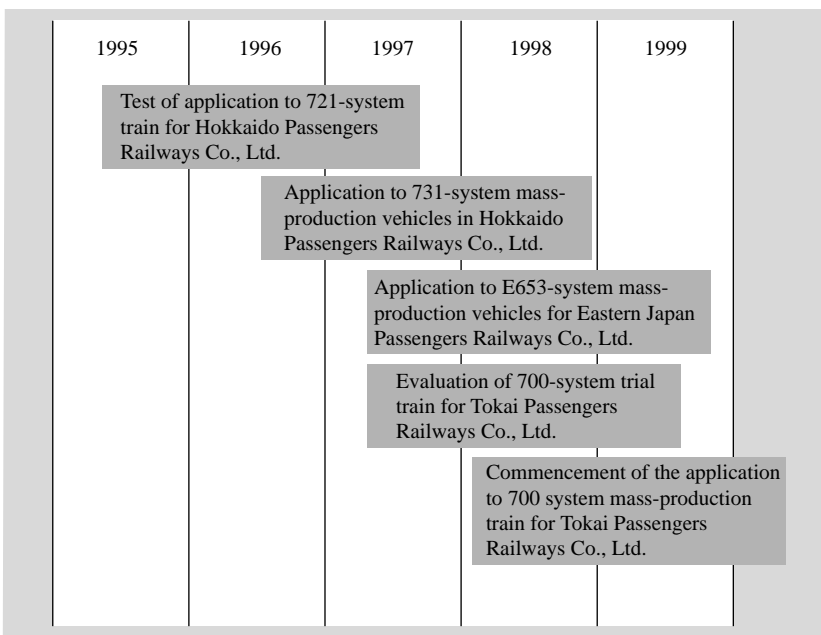 1995 1996 1997 1998 1999
Test of application to 721-system
train for Hokkaido Passengers
Railways Co., Ltd.
Application to 731-system mass-
production vehicles in Hokkaido
Passengers Railways Co., Ltd.
Application to E653-system mass-
production vehicles for Eastern Japan
Passengers Railways Co., Ltd.
Evaluation of 700-system trial
train for Tokai Passengers
Railways Co., Ltd.
Commencement of the application
to 700 system mass-production
train for Tokai Passengers
Railways Co., Ltd.